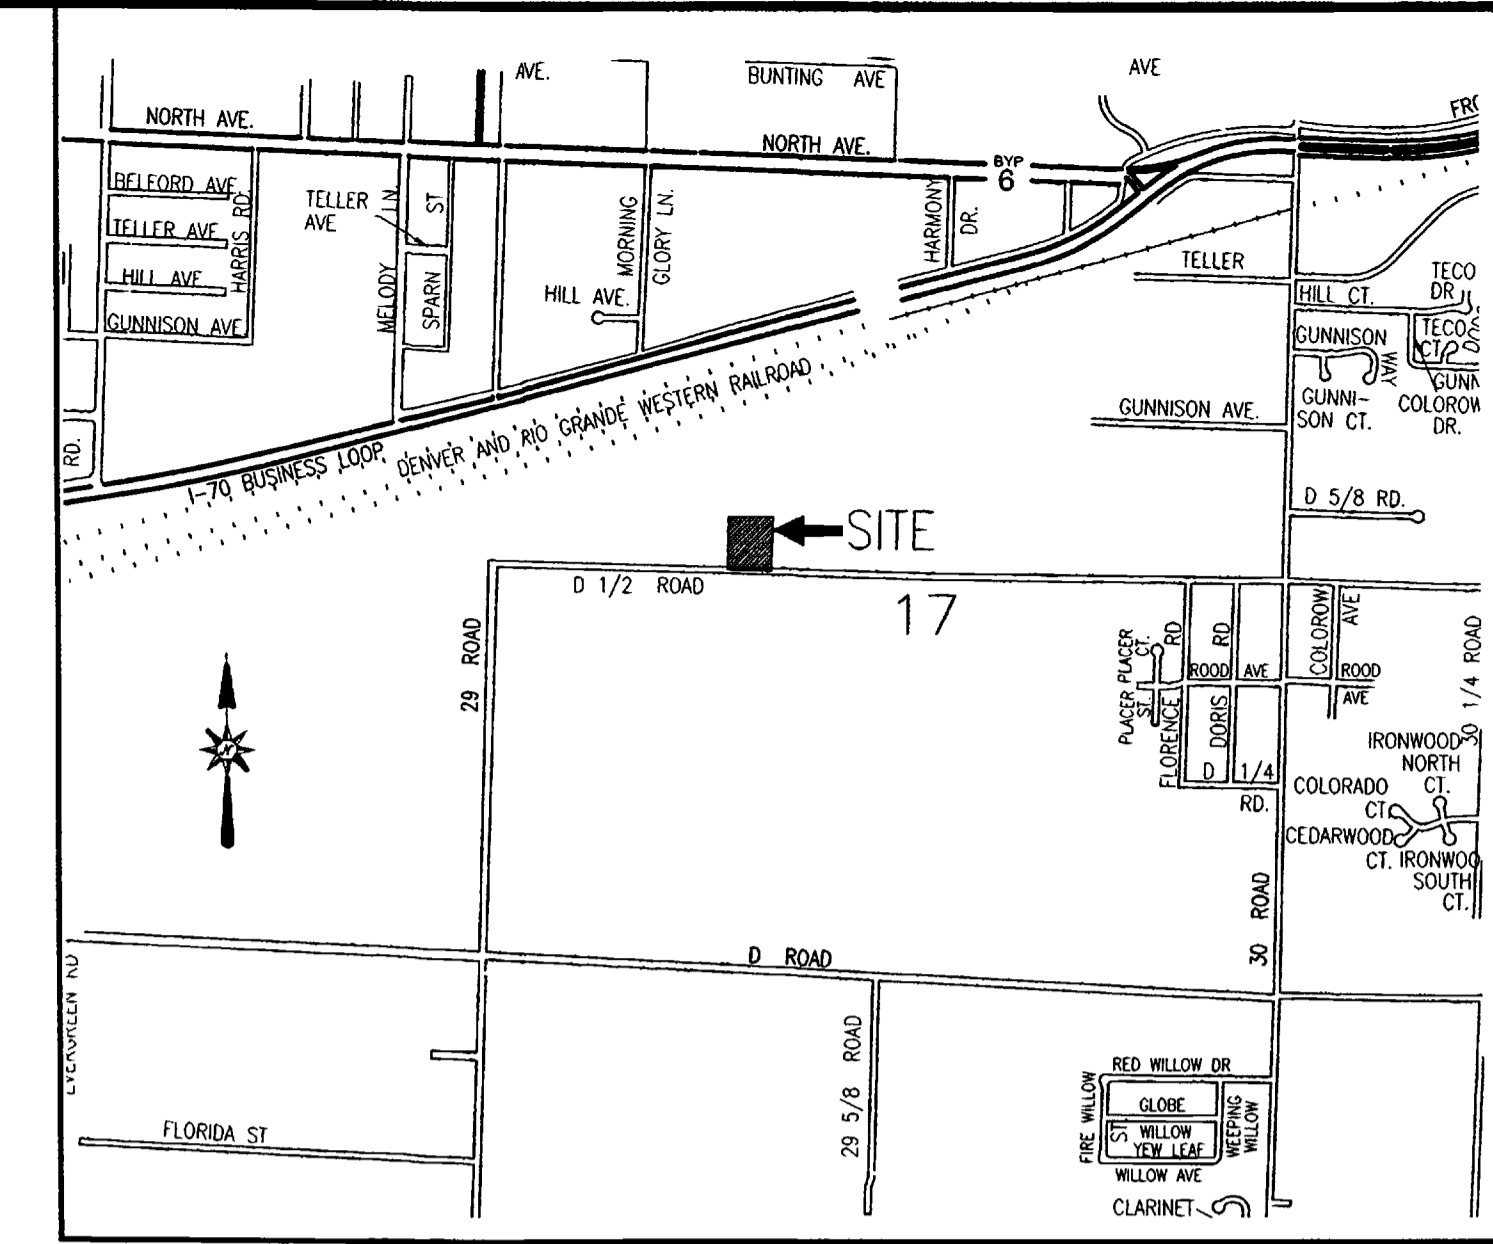 AVE.
BUNTING AVE
AVE
NORTH AVE.
NORTH AVE.
BYP
6
BELFORD AVE.
TELLER AVE
HILL AVE
GUNNISON AVE
HARRIS RD.
TELLER
AVE
MELODY LN
SPARN ST
MORNING
GLORY LN.
HILL AVE.
HARMONY
DR.
TELLER
HILL CT.
TECO
DR
GUNNISON
WAY
TECO
CT
GUNNI-
SON CT.
COLOROW
DR.
GUNNISON AVE.
RD.
I-70 BUSINESS LOOP
DENVER AND RIO GRANDE WESTERN RAILROAD
D 5/8 RD.
SITE
D 1/2 ROAD
17
29 ROAD
PLACER CT.
PLACER ST.
FLORENCE RD
DORIS RD
ROOD AVE
COLOROW
AVE
ROOD
AVE
30 1/4 ROAD
D 1/4
RD.
IRONWOOD
NORTH
CT.
COLORADO
CT.
CEDARWOOD
CT.
SOUTH
CT.
N
30 ROAD
D ROAD
EVERGREEN RD
29 5/8 ROAD
FLORIDA ST
RED WILLOW DR
FIRE WILLOW
ST.
GLOBE
WILLOW
YEW LEAF
WEEPING
WILLOW
WILLOW AVE
CLARINET